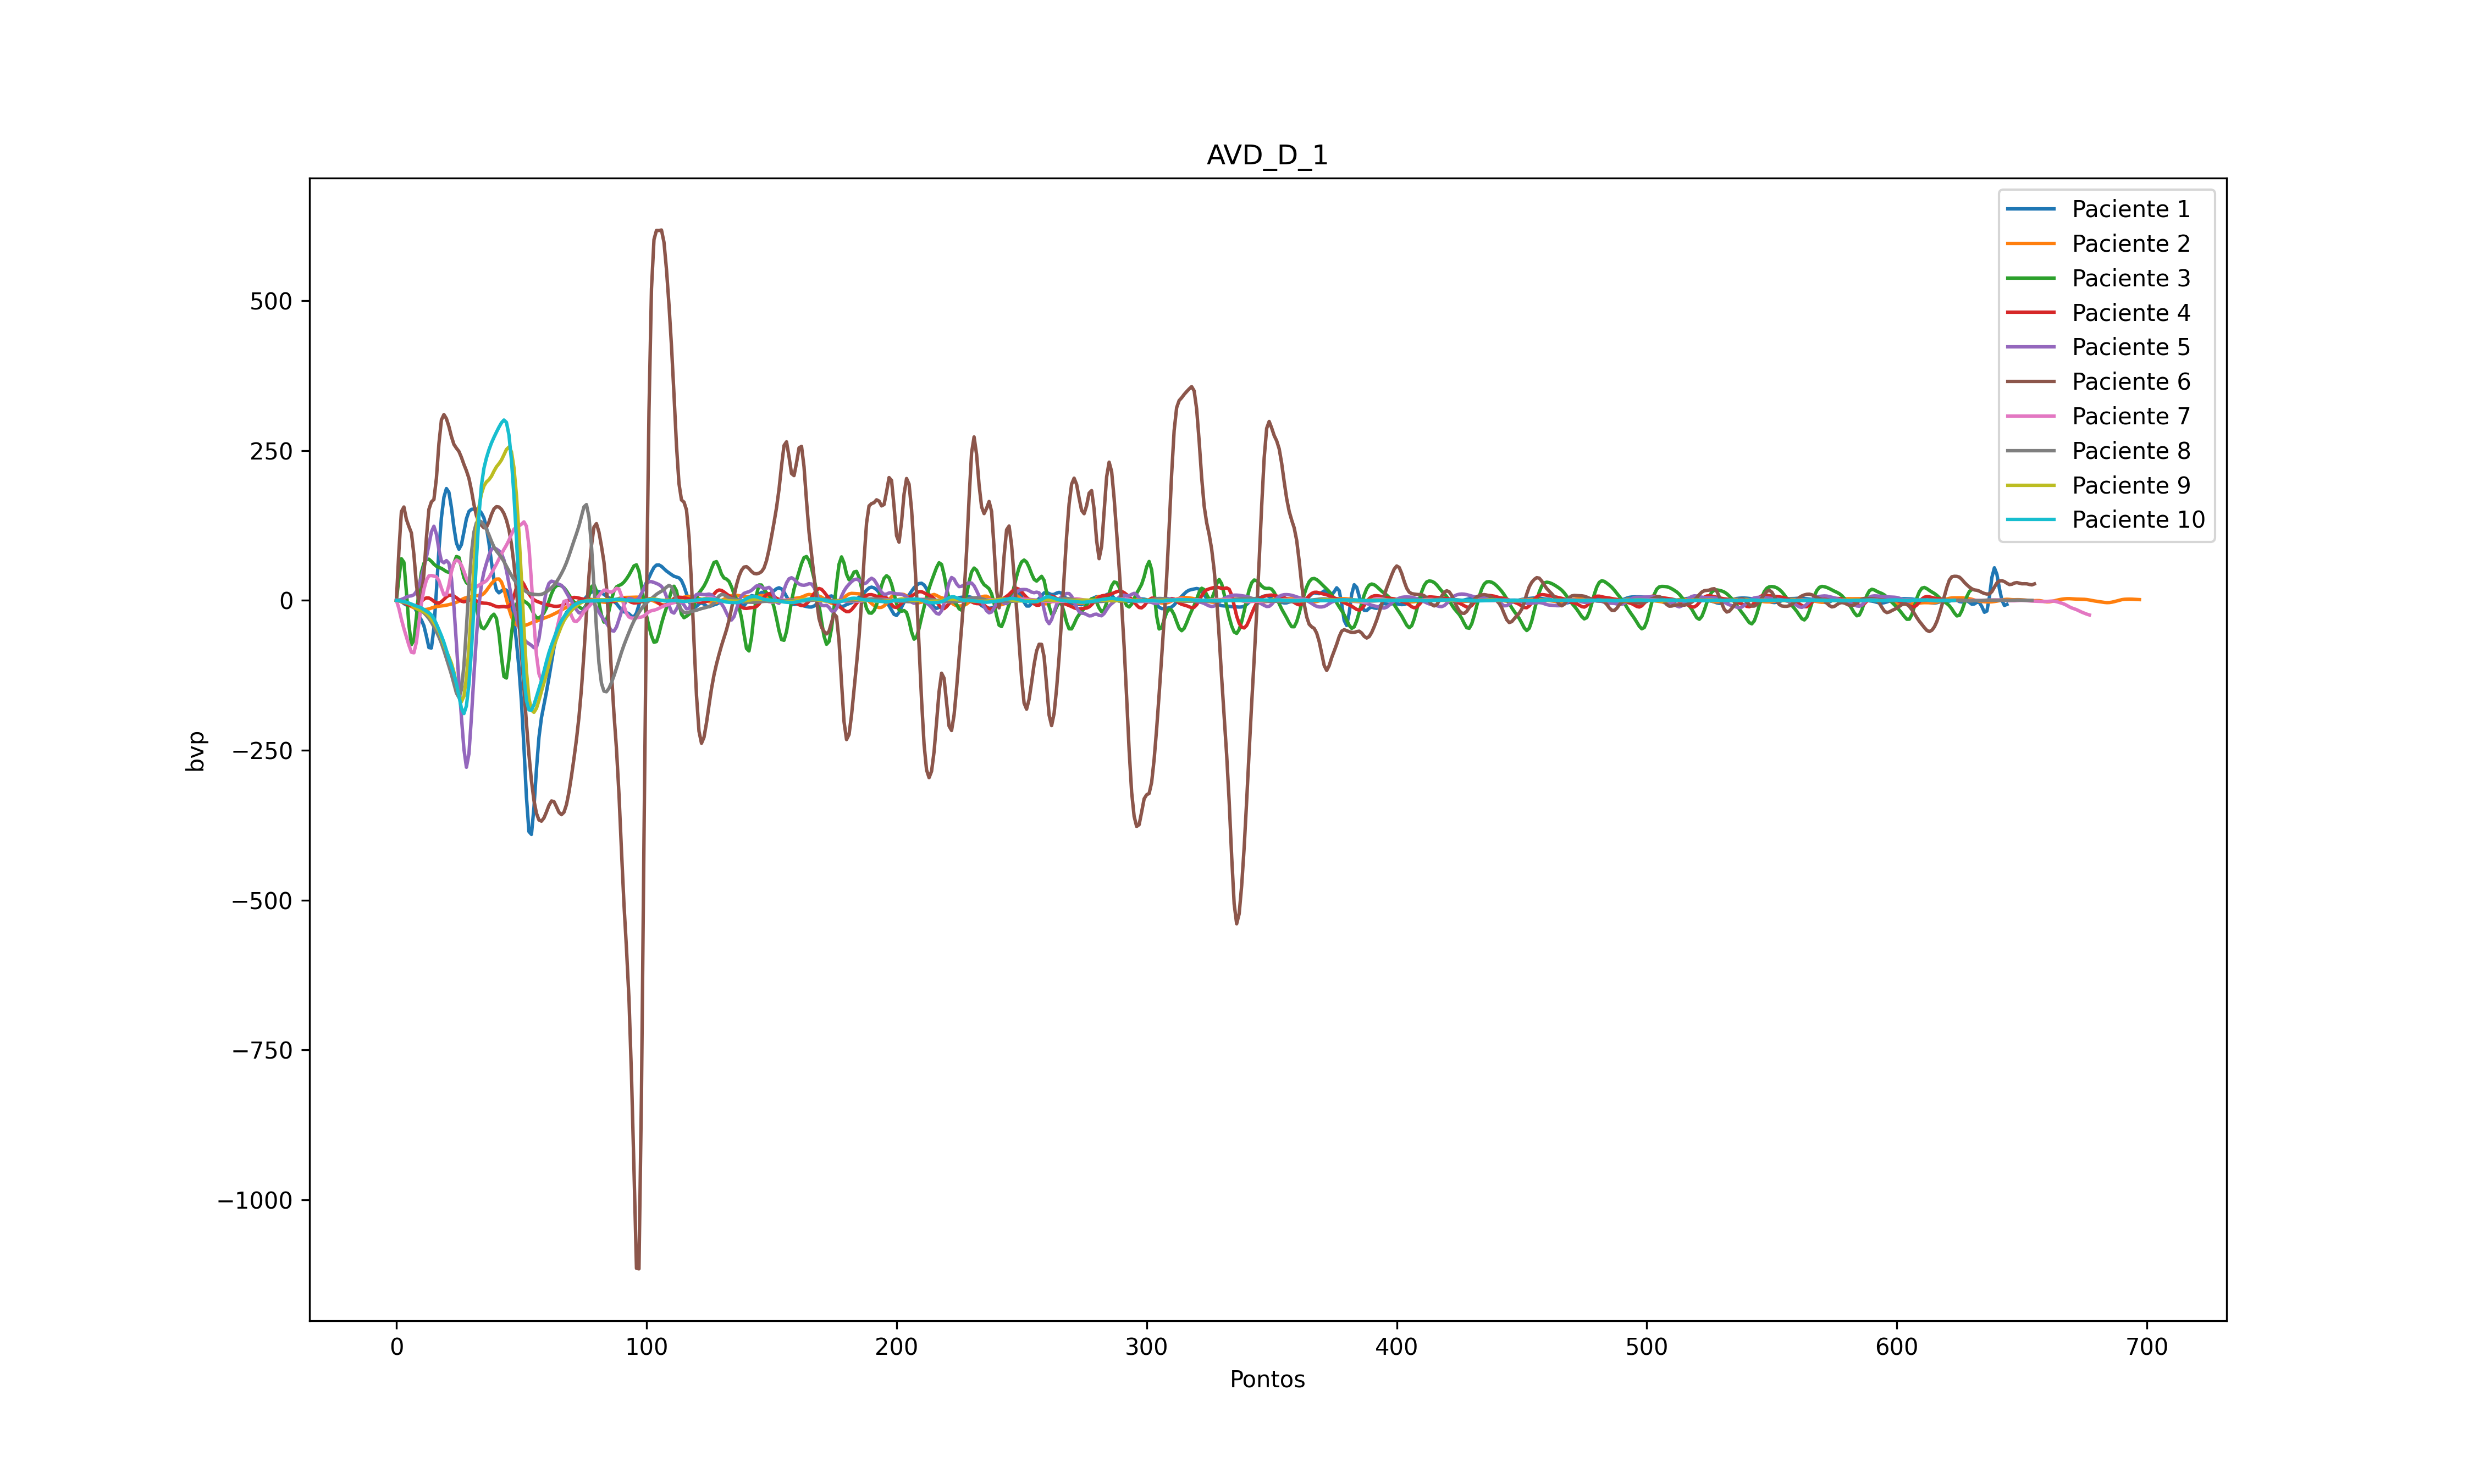 AVD_D_1
Paciente 1
Paciente 2
Paciente 3
Paciente 4
Paciente 5
Paciente 6
Paciente 7
Paciente 8
Paciente 9
Paciente 10
500
250
0
−250
−500
−750
−1000
bvp
0 100 200 300 400 500 600 700
Pontos